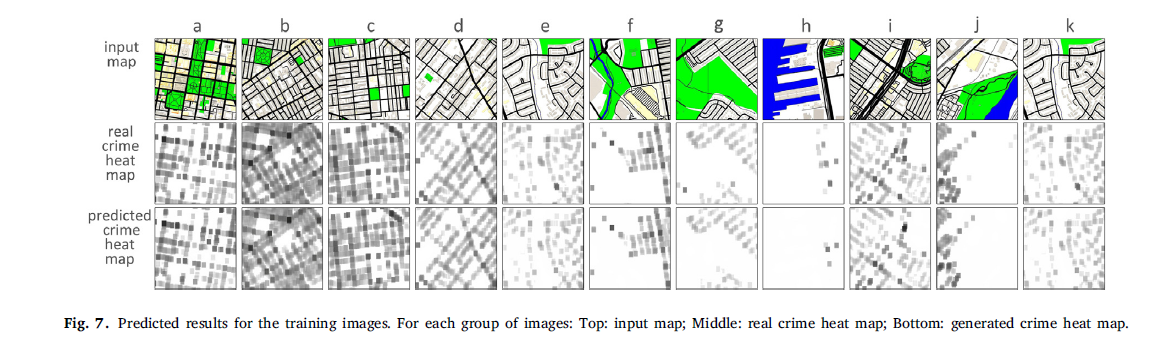 a b c d e f g h i j k
input
map
real
crime
heat
map
predicted
crime
heat
map
Fig. 7. Predicted results for the training images. For each group of images: Top: input map; Middle: real crime heat map; Bottom: generated crime heat map.